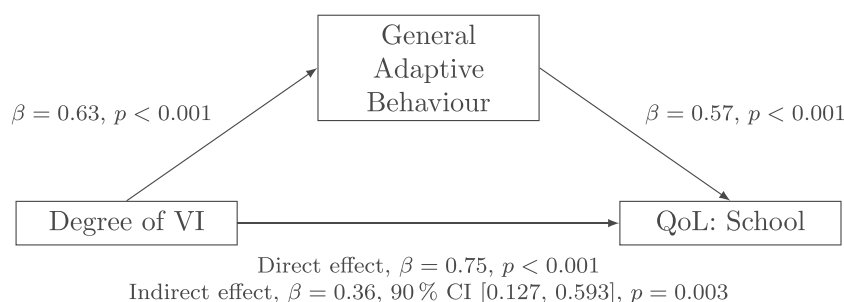 General
Adaptive
Behaviour
β = 0.63, p < 0.001
β = 0.57, p < 0.001
Degree of VI
QoL: School
Direct effect, β = 0.75, p < 0.001
Indirect effect, β = 0.36, 90 % CI [0.127, 0.593], p = 0.003